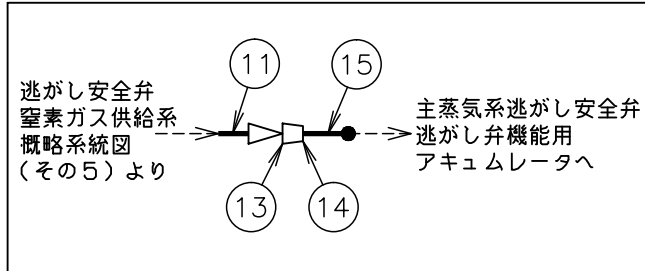 逃がし安全弁
窒素ガス供給系
概略系統図
(その5)より
11
15
13
14
主蒸気系逃がし安全弁
逃がし弁機能用
アキュムレータへ